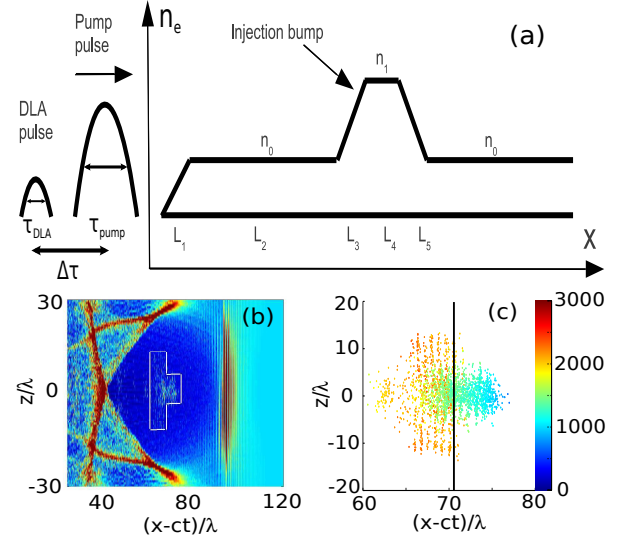 Pump
pulse
n_e
Injection bump
(a)
n_1
DLA
pulse
n_0
n_0
τ_DLA
τ_pump
L_1
L_2
L_3
L_4
L_5
X
Δτ
30
0
-30
z/λ
(b)
40
80
120
(x-ct)/λ
20
10
0
-10
-20
z/λ
(c)
60
70
80
(x-ct)/λ
3000
2000
1000
0